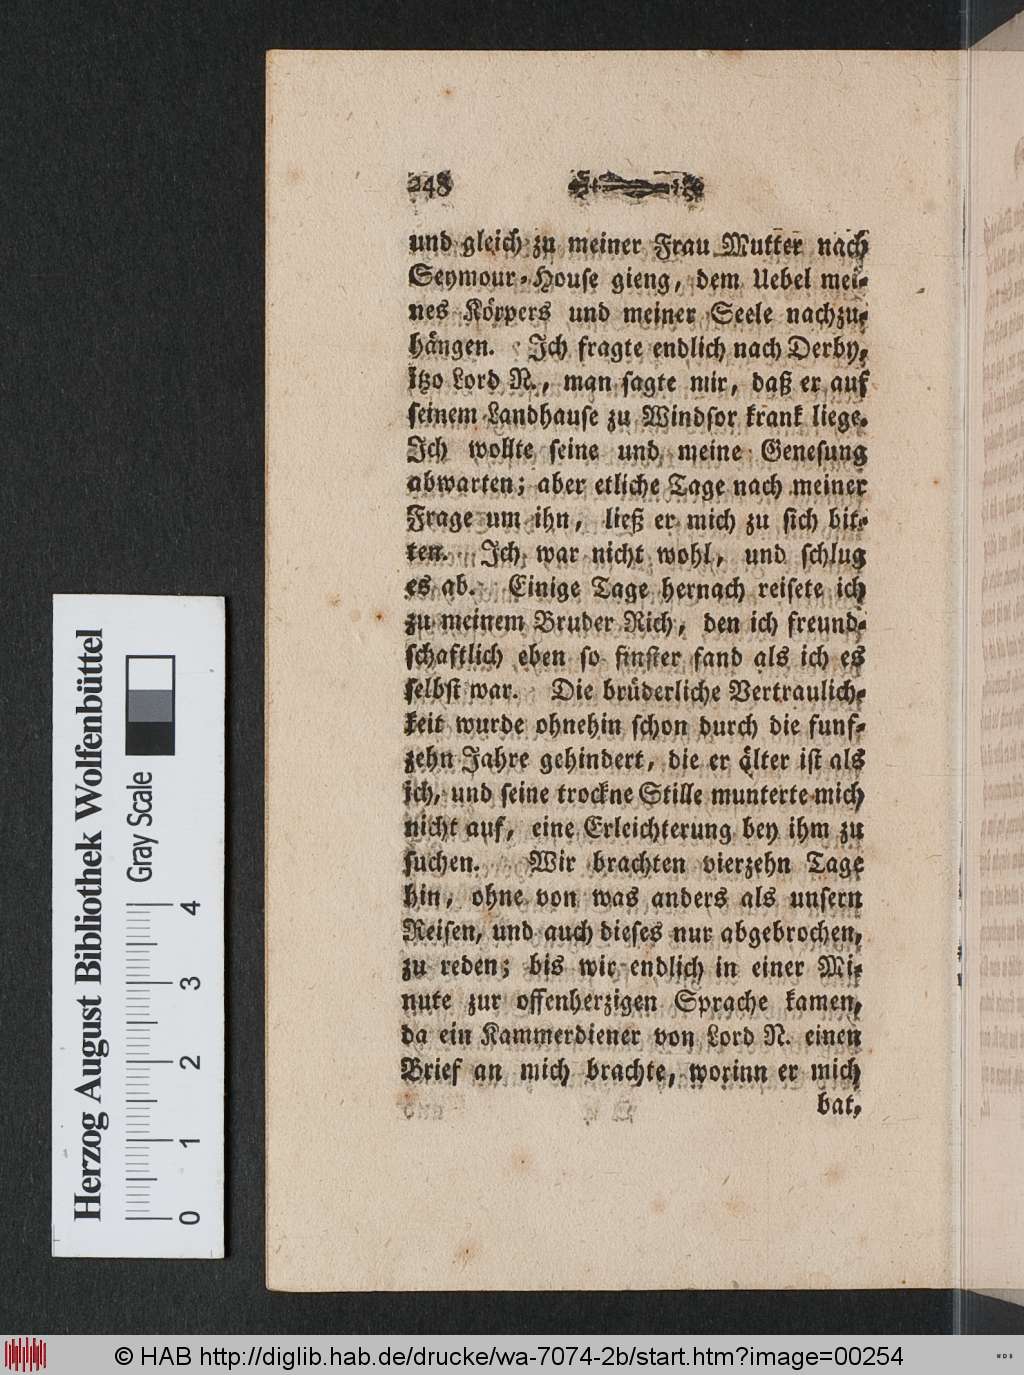 248
und gleich zu meiner Frau Mutter nach
Seymour-House gieng, dem Uebel mei-
nes Körpers und meiner Seele nachzu-
hängen. Ich fragte endlich nach Derby,
itzo Lord N., man sagte mir, daß er auf
seinem Landhause zu Windsor krank liege.
Ich wollte seine und meine Genesung
abwarten; aber etliche Tage nach meiner
Frage um ihn, ließ er mich zu sich bit-
ten. Ich war nicht wohl, und schlug
es ab. Einige Tage hernach reisete ich
zu meinem Bruder Rich, den ich freund-
schaftlich eben so finster fand als ich es
selbst war. Die brüderliche Vertraulich-
keit wurde ohnehin schon durch die funf-
zehn Jahre gehindert, die er älter ist als
ich, und seine trockne Stille munterte mich
nicht auf, eine Erleichterung bey ihm zu
suchen. Wir brachten vierzehn Tage
hin, ohne von was anders als unsern
Reisen, und auch dieses nur abgebrochen,
zu reden; bis wir endlich in einer Mi-
nute zur offenherzigen Sprache kamen,
da ein Kammerdiener von Lord N. einen
Brief an mich brachte, worinn er mich
bat,
Herzog August Bibliothek Wolfenbüttel
Gray Scale
0 1 2 3 4
© HAB http://diglib.hab.de/drucke/wa-7074-2b/start.htm?image=00254
WDB